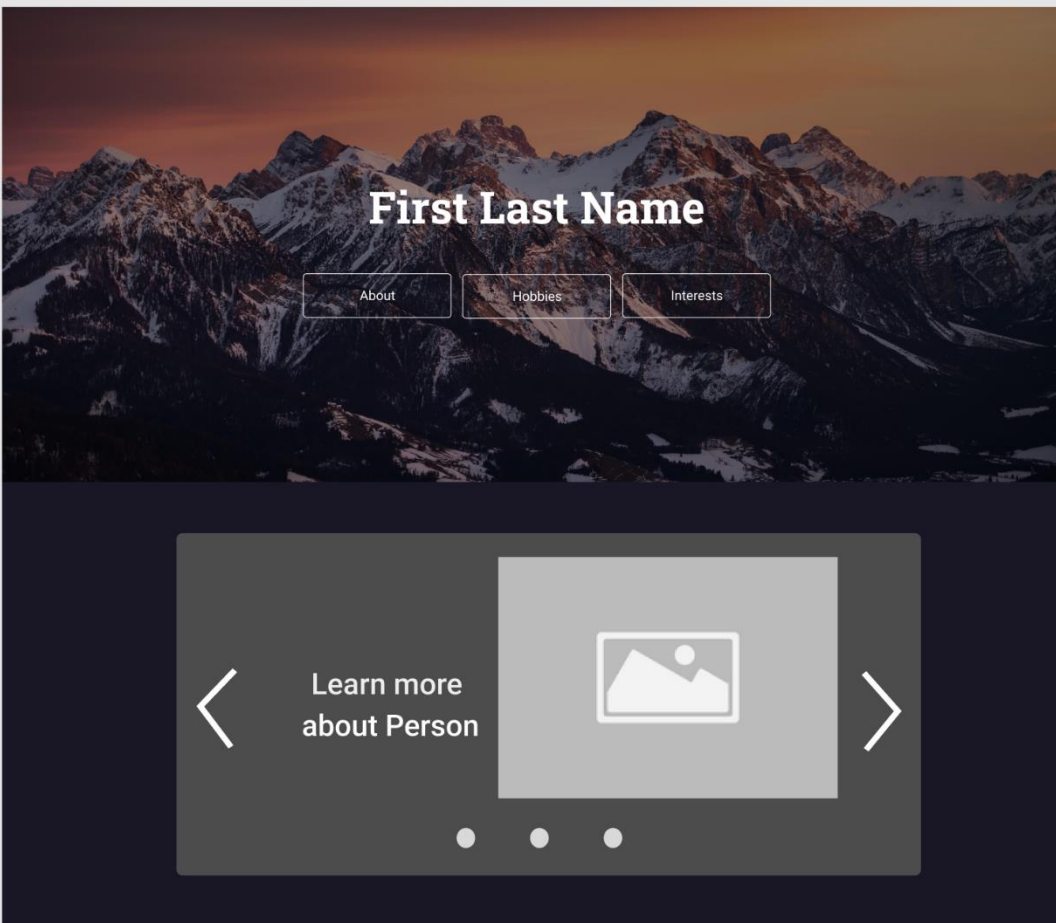 First Last Name
About
Hobbies
Interests
Learn more
about Person